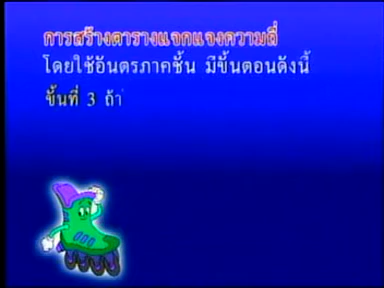 การสร้างตารางแจกแจงความถี่
โดยใช้อันตรภาคชั้น มีขั้นตอนดังนี้
ขั้นที่ 3 ถ้า